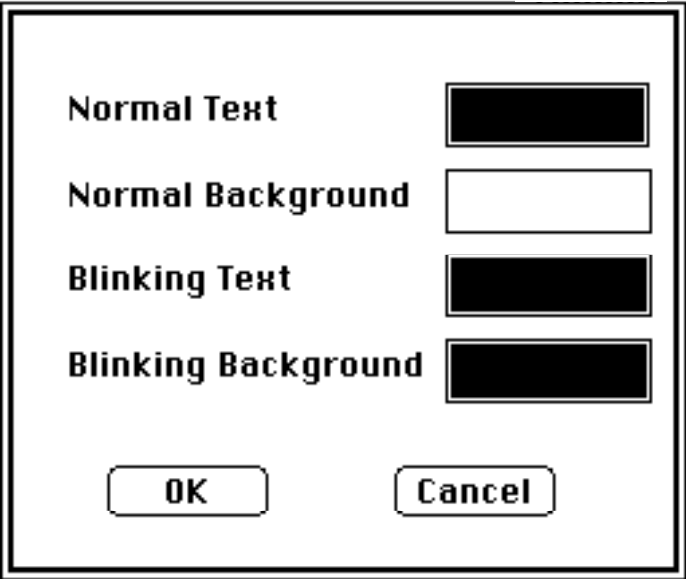 Normal Text
Normal Background
Blinking Text
Blinking Background
OK
Cancel